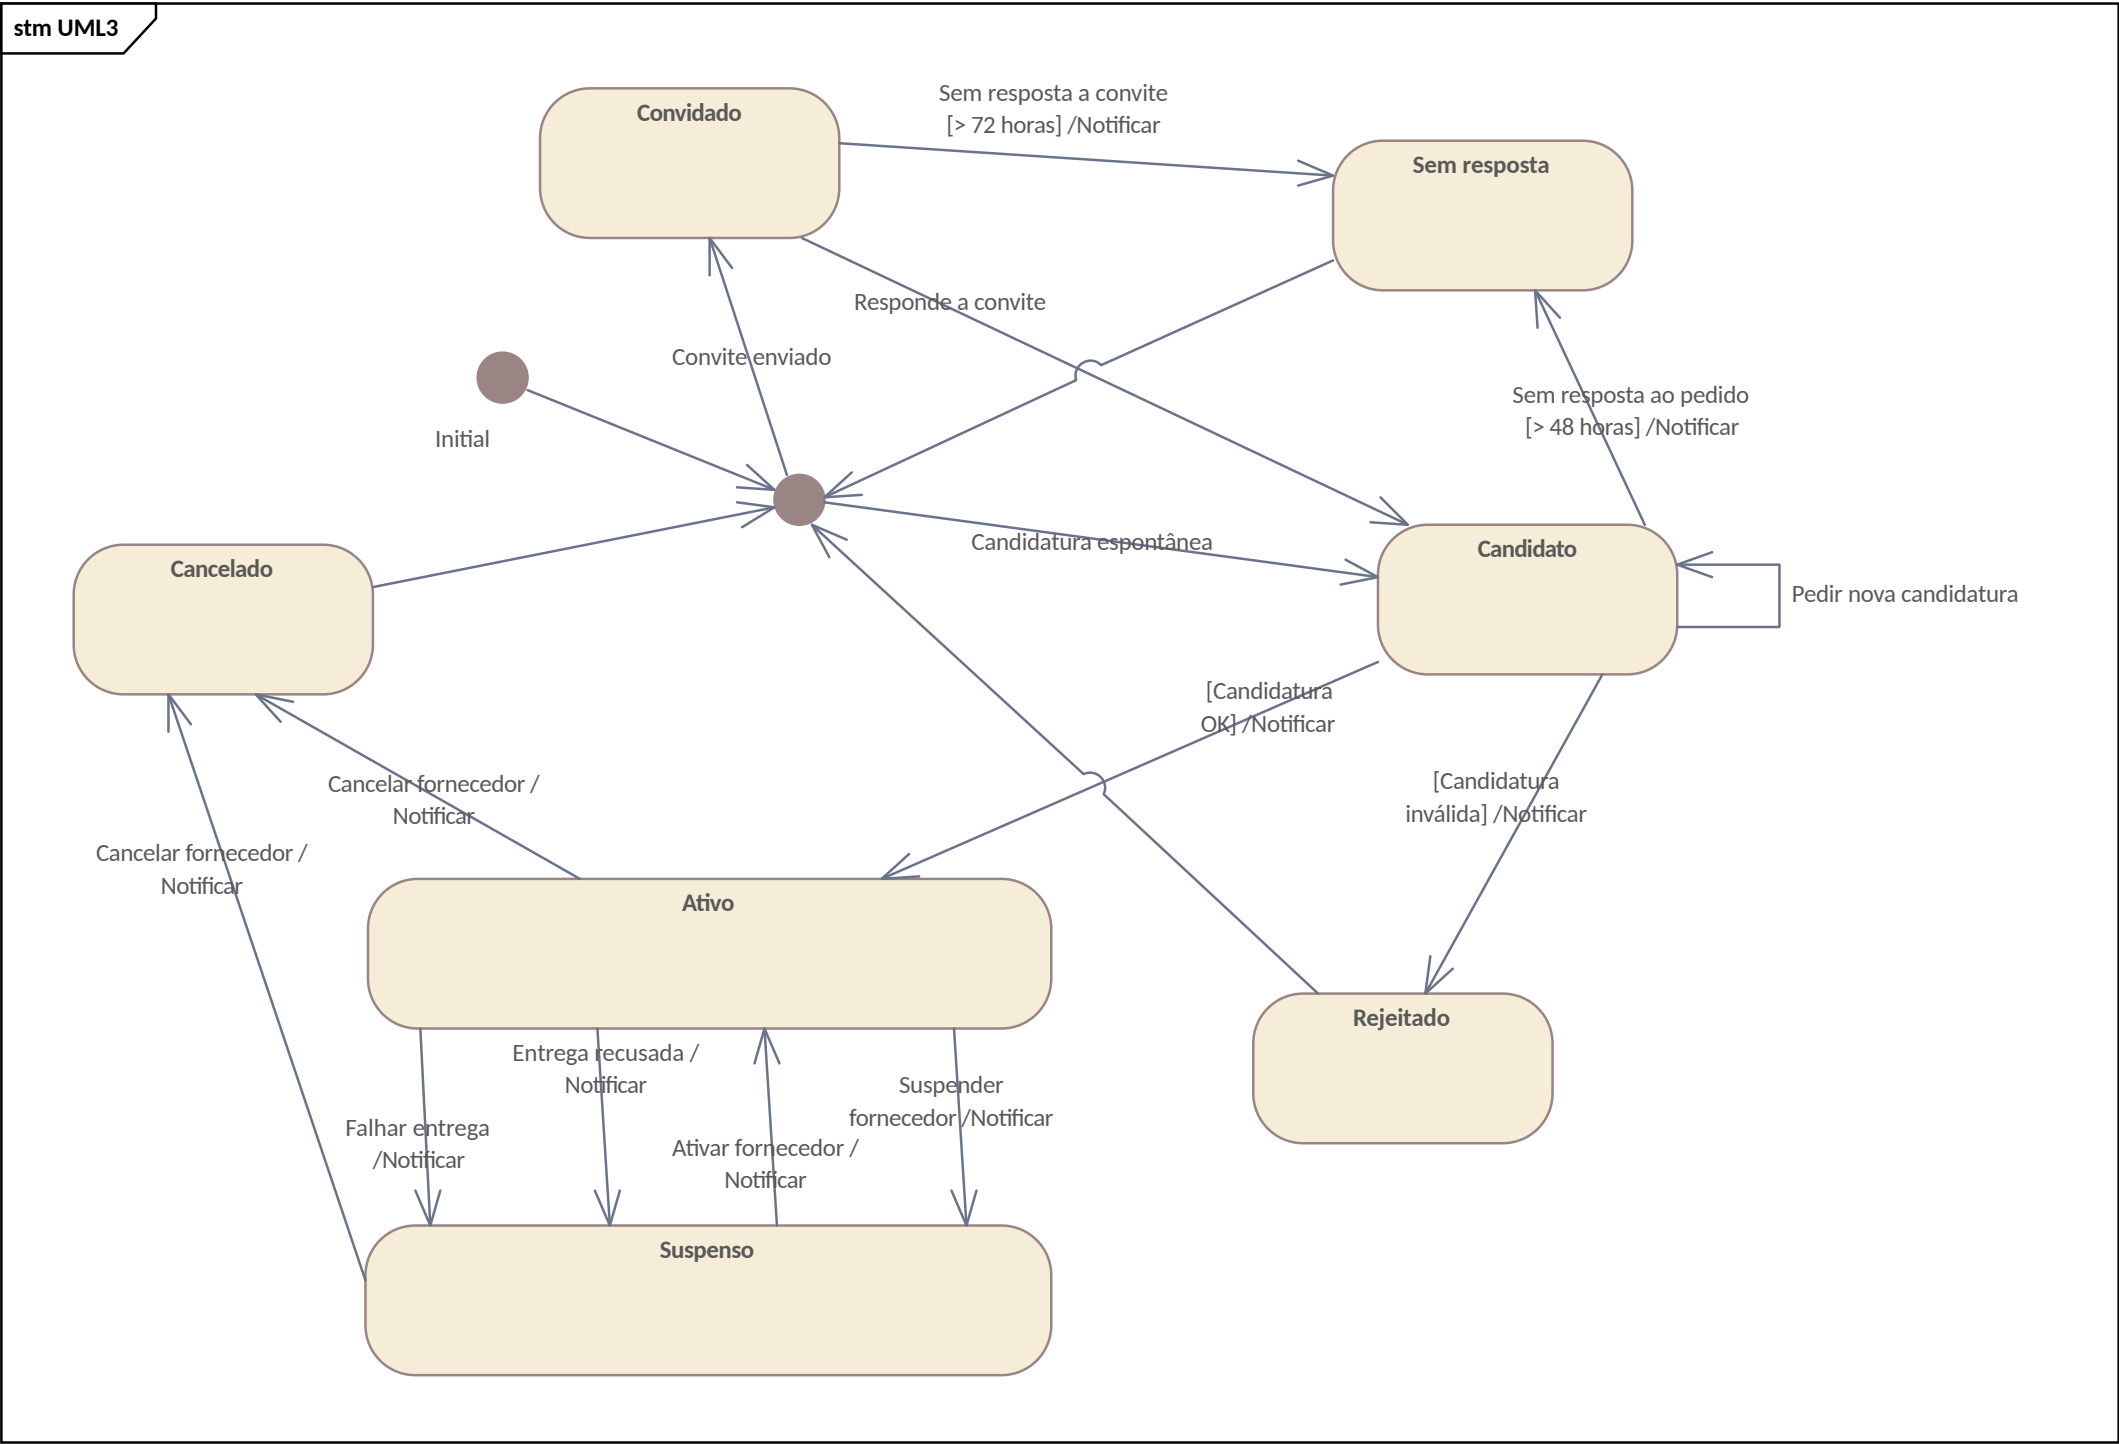 stm UML3
Convidado
Sem resposta a convite
[> 72 horas] /Notificar
Sem resposta
Responde a convite
Convite enviado
Initial
Sem resposta ao pedido
[> 48 horas] /Notificar
Candidatura espontânea
Candidato
Cancelado
Pedir nova candidatura
[Candidatura
OK] /Notificar
[Candidatura
inválida] /Notificar
Cancelar fornecedor /
Notificar
Cancelar fornecedor /
Notificar
Ativo
Rejeitado
Entrega recusada /
Notificar
Suspender
fornecedor /Notificar
Falhar entrega
/Notificar
Ativar fornecedor /
Notificar
Suspenso